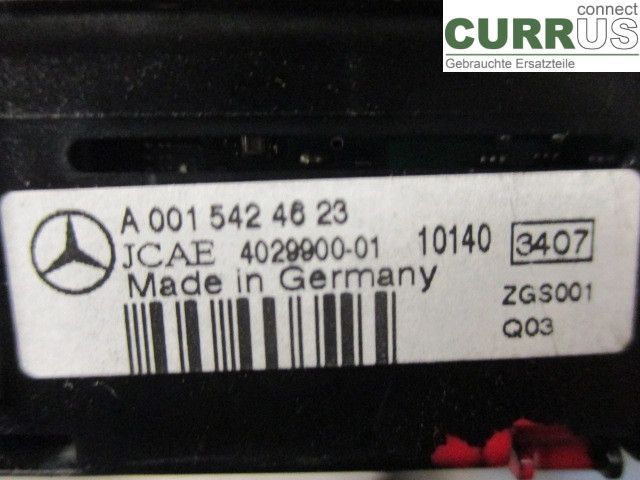 connect
CURRUS
Gebrauchte Ersatzteile
A 001 542 46 23
JCAE 4029900-01 10140 3407
Made in Germany
ZGS001
Q03